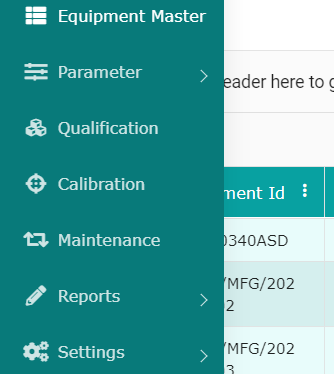 Equipment Master
Parameter
eader here to g
Qualification
Calibration
ment Id
Maintenance
0340ASD
/MFG/202
2
Reports
Settings
/MFG/202
3